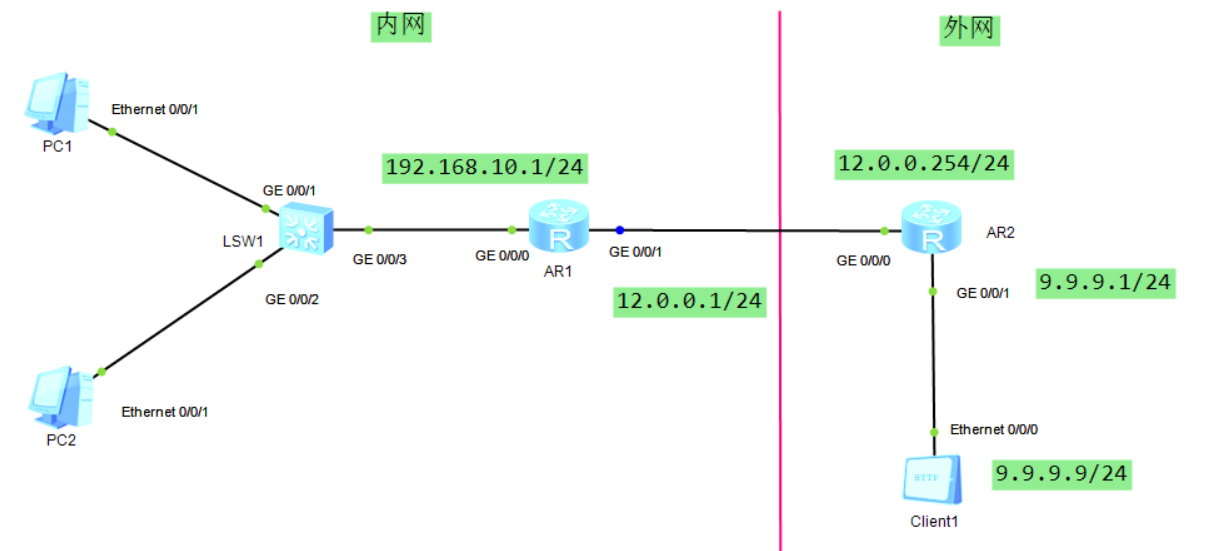 内网
外网
Ethernet 0/0/1
PC1
192.168.10.1/24
12.0.0.254/24
GE 0/0/1
LSW1
GE 0/0/3
GE 0/0/0
AR1
GE 0/0/1
GE 0/0/0
AR2
GE 0/0/2
12.0.0.1/24
GE 0/0/1
9.9.9.1/24
Ethernet 0/0/1
PC2
Ethernet 0/0/0
HTTP
9.9.9.9/24
Client1